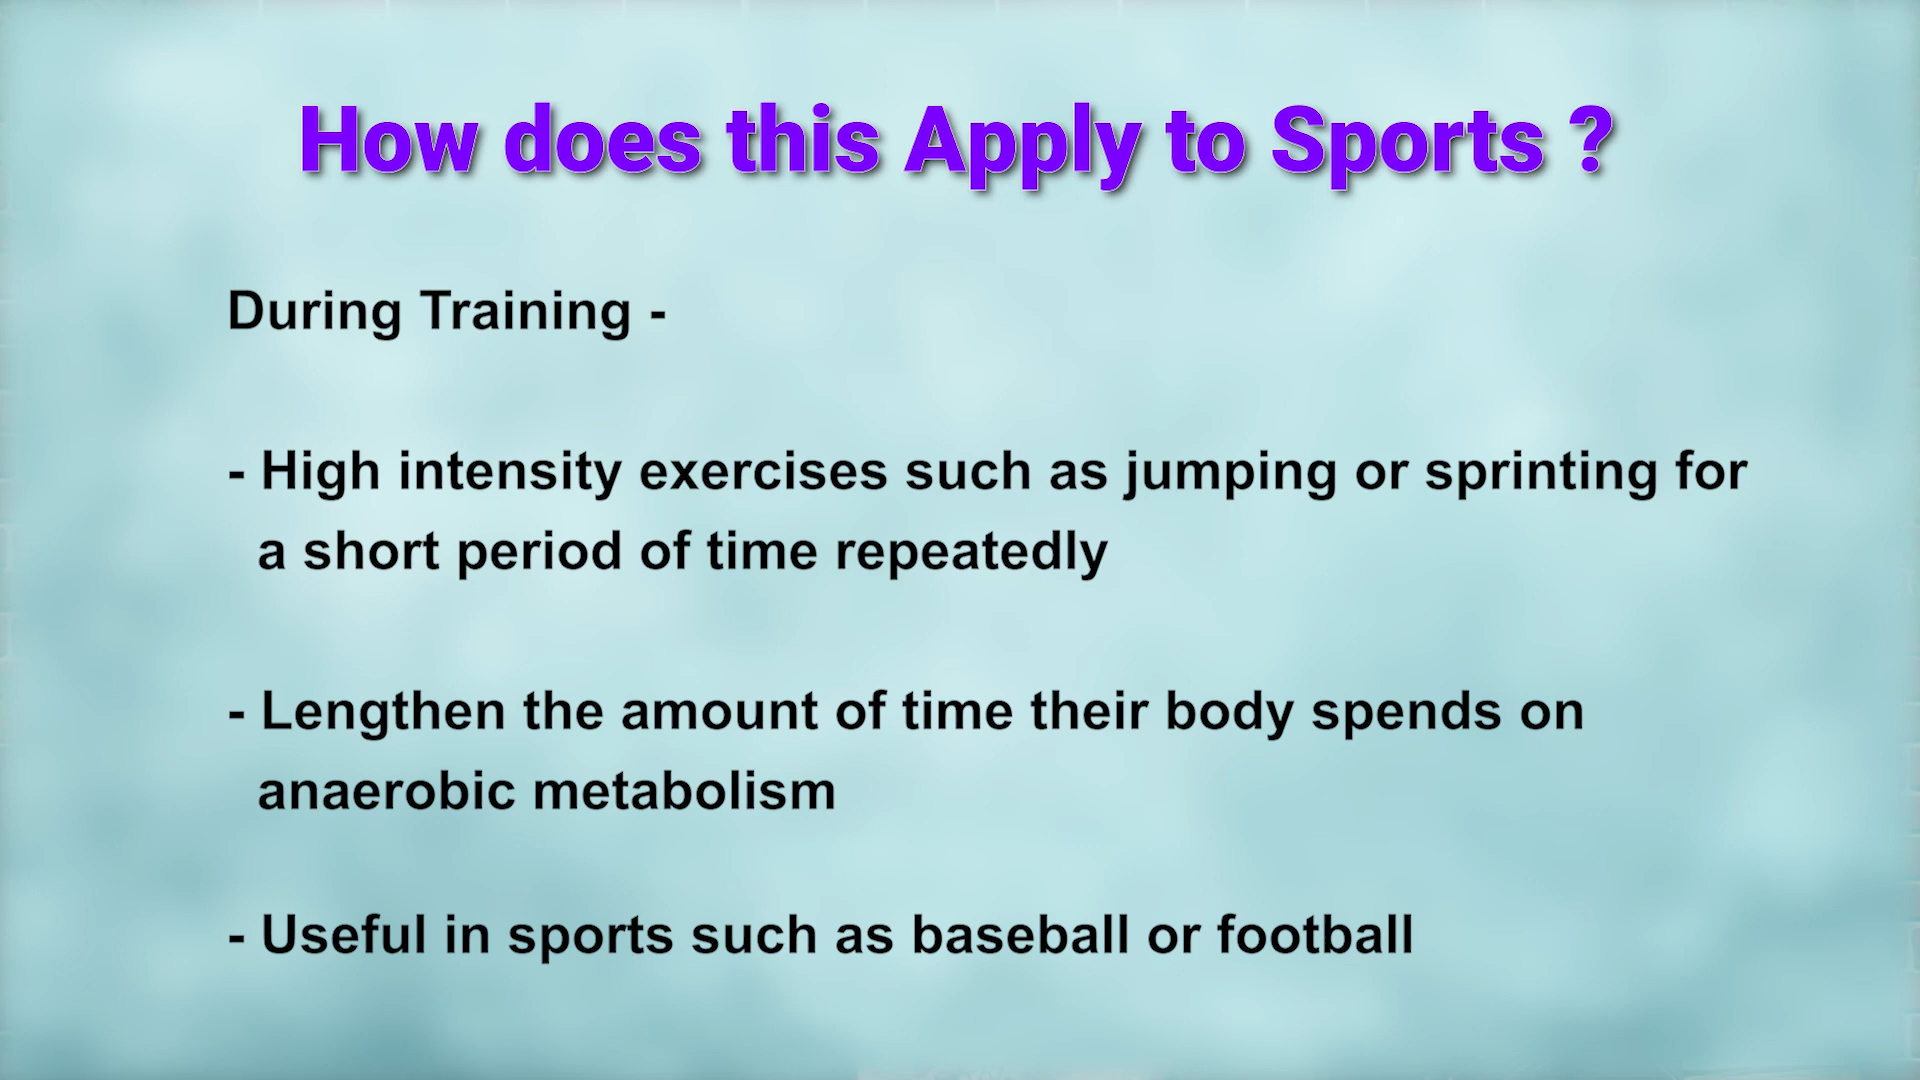 How does this Apply to Sports ?
During Training -
- High intensity exercises such as jumping or sprinting for
a short period of time repeatedly
- Lengthen the amount of time their body spends on
anaerobic metabolism
- Useful in sports such as baseball or football